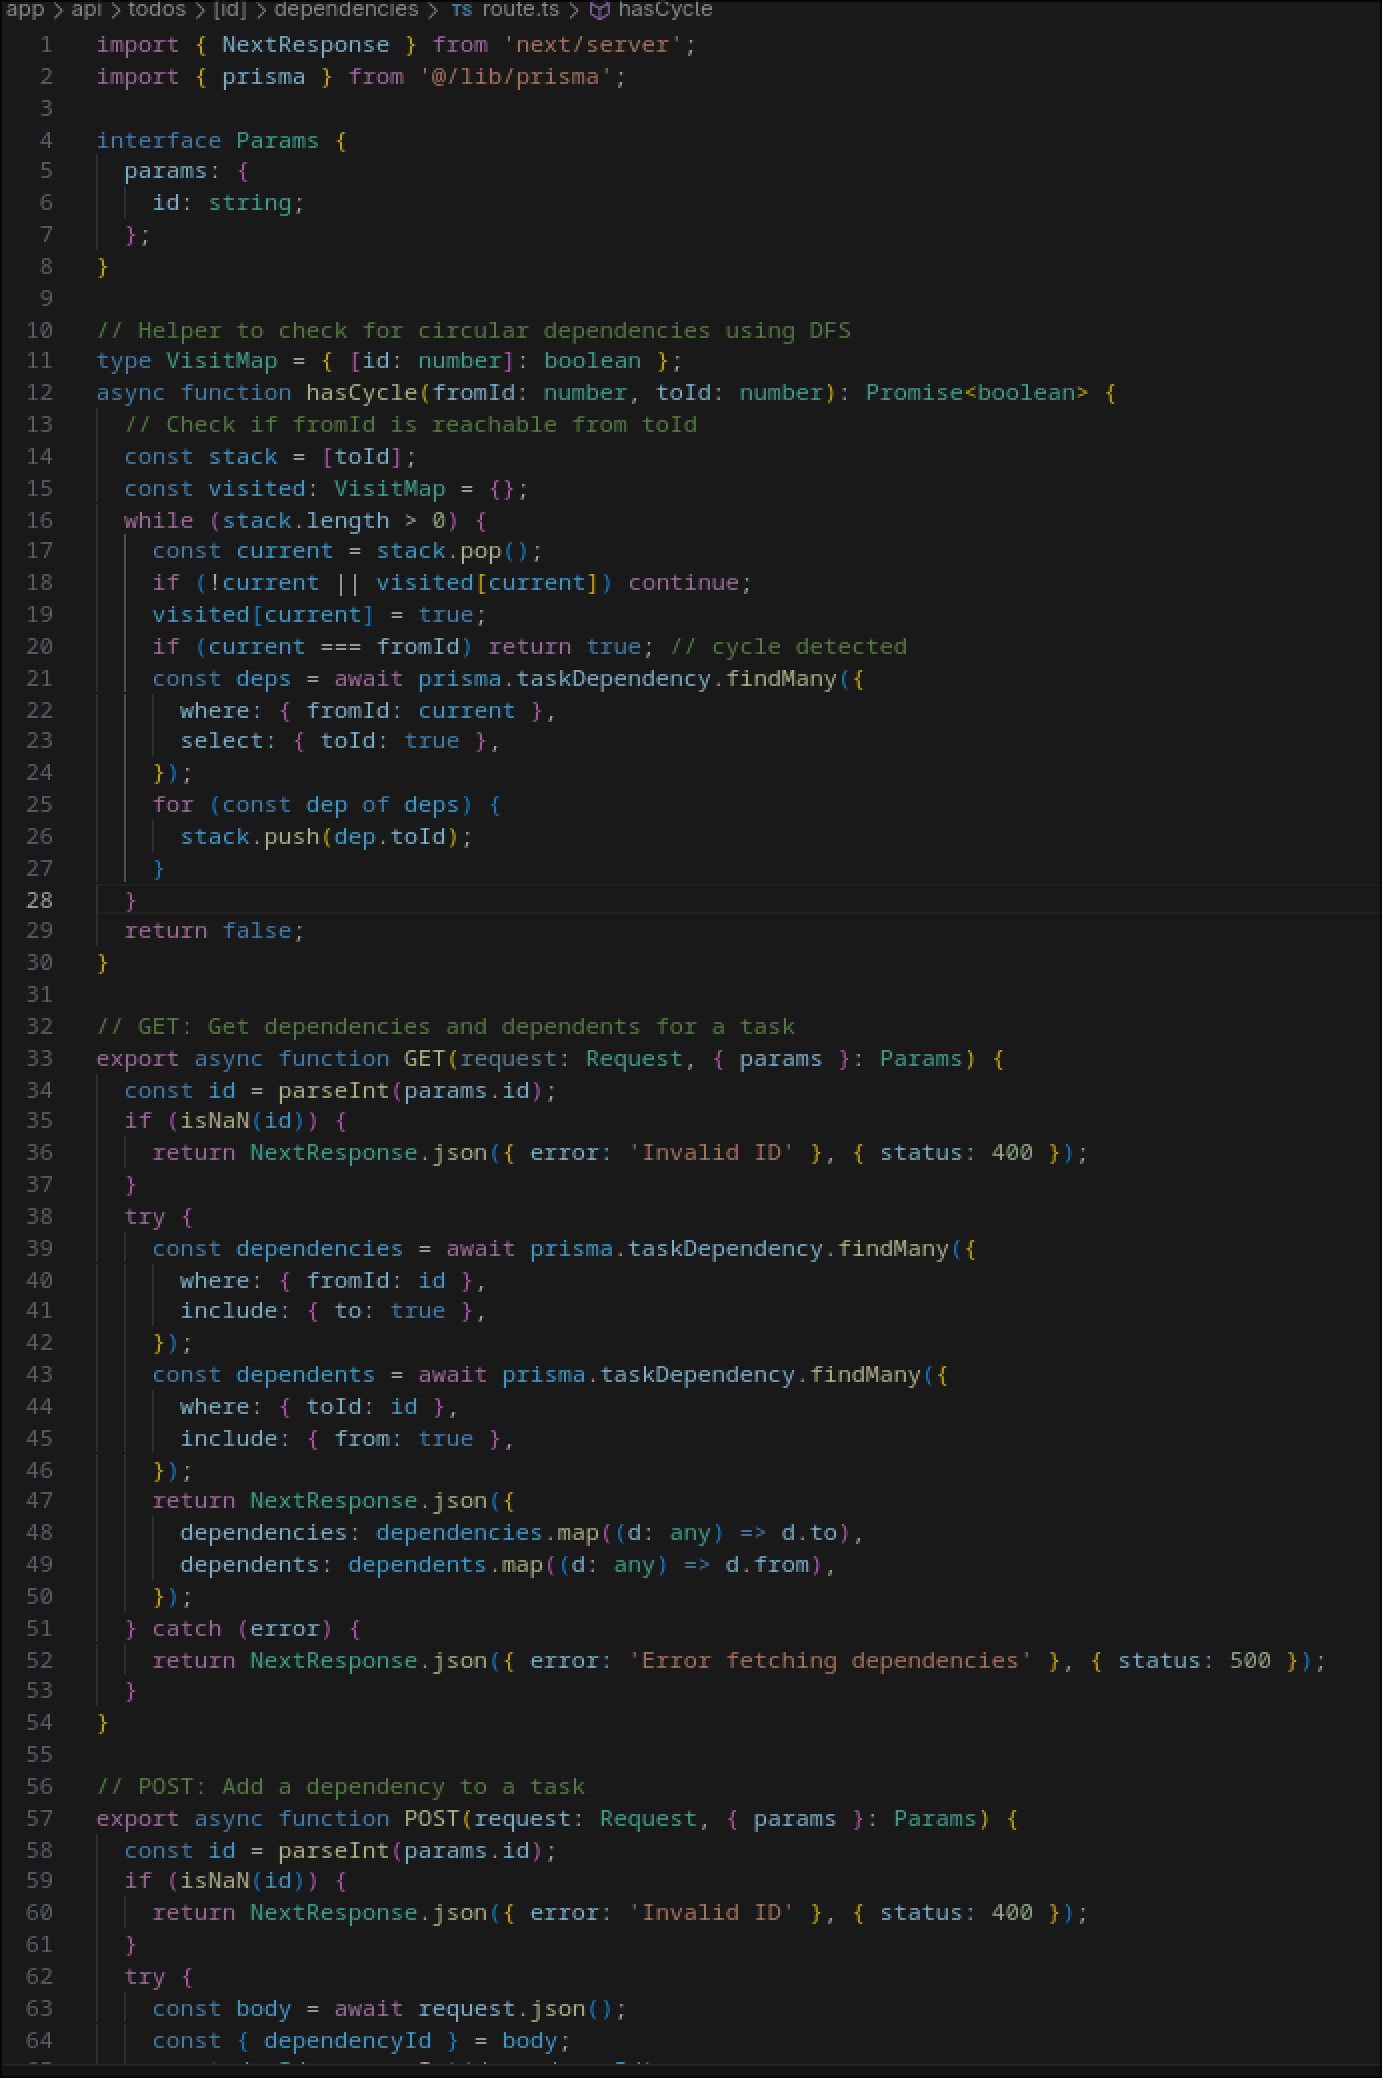 app > api > todos > [id] > dependencies > TS route.ts > hasCycle
1 import { NextResponse } from 'next/server';
2 import { prisma } from '@/lib/prisma';
3
4 interface Params {
5   params: {
6     id: string;
7   };
8 }
9
10 // Helper to check for circular dependencies using DFS
11 type VisitMap = { [id: number]: boolean };
12 async function hasCycle(fromId: number, toId: number): Promise<boolean> {
13   // Check if fromId is reachable from toId
14   const stack = [toId];
15   const visited: VisitMap = {};
16   while (stack.length > 0) {
17     const current = stack.pop();
18     if (!current || visited[current]) continue;
19     visited[current] = true;
20     if (current === fromId) return true; // cycle detected
21     const deps = await prisma.taskDependency.findMany({
22       where: { fromId: current },
23       select: { toId: true },
24     });
25     for (const dep of deps) {
26       stack.push(dep.toId);
27     }
28   }
29   return false;
30 }
31
32 // GET: Get dependencies and dependents for a task
33 export async function GET(request: Request, { params }: Params) {
34   const id = parseInt(params.id);
35   if (isNaN(id)) {
36     return NextResponse.json({ error: 'Invalid ID' }, { status: 400 });
37   }
38   try {
39     const dependencies = await prisma.taskDependency.findMany({
40       where: { fromId: id },
41       include: { to: true },
42     });
43     const dependents = await prisma.taskDependency.findMany({
44       where: { toId: id },
45       include: { from: true },
46     });
47     return NextResponse.json({
48       dependencies: dependencies.map((d: any) => d.to),
49       dependents: dependents.map((d: any) => d.from),
50     });
51   } catch (error) {
52     return NextResponse.json({ error: 'Error fetching dependencies' }, { status: 500 });
53   }
54 }
55
56 // POST: Add a dependency to a task
57 export async function POST(request: Request, { params }: Params) {
58   const id = parseInt(params.id);
59   if (isNaN(id)) {
60     return NextResponse.json({ error: 'Invalid ID' }, { status: 400 });
61   }
62   try {
63     const body = await request.json();
64     const { dependencyId } = body;